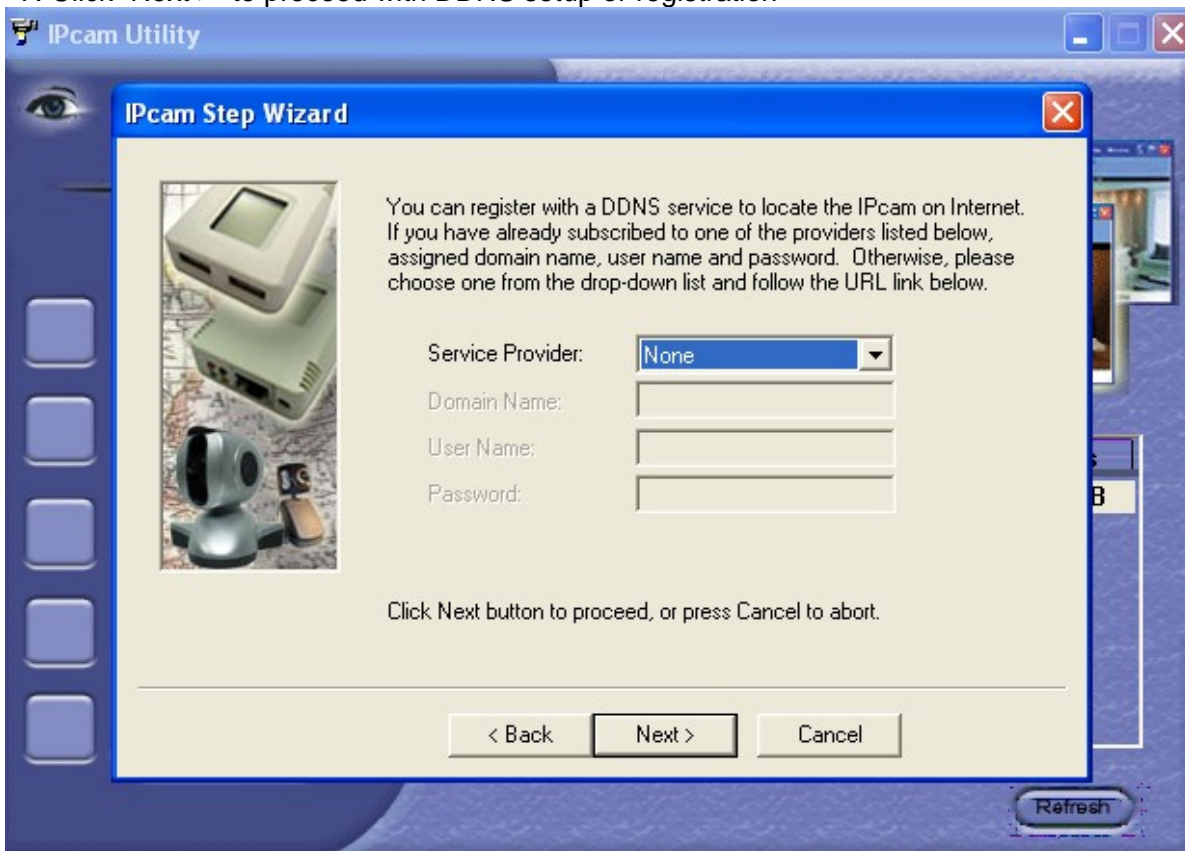 IPcam Utility
IPcam Step Wizard
You can register with a DDNS service to locate the IPcam on Internet.
If you have already subscribed to one of the providers listed below,
assigned domain name, user name and password. Otherwise, please
choose one from the drop-down list and follow the URL link below.
Service Provider: None
Domain Name:
User Name:
Password:
s
B
Click Next button to proceed, or press Cancel to abort.
< Back Next > Cancel
Refresh